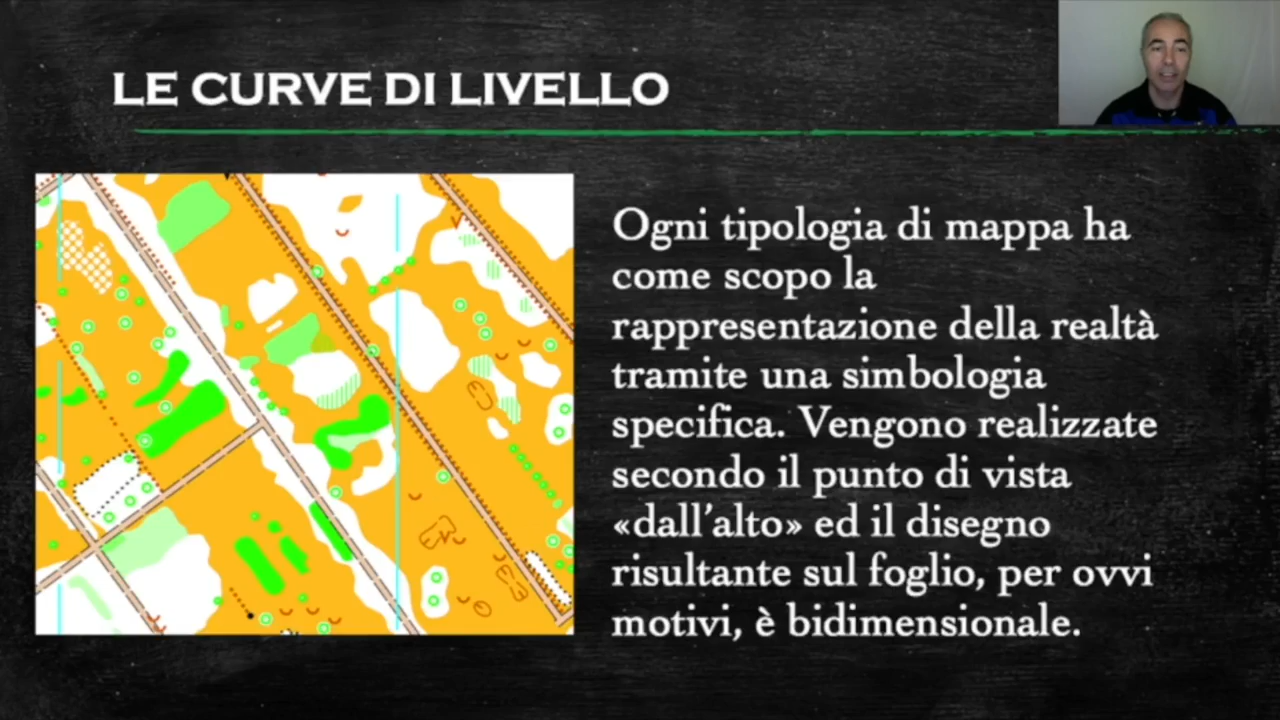 LE CURVE DI LIVELLO
Ogni tipologia di mappa ha
come scopo la
rappresentazione della realtà
tramite una simbologia
specifica. Vengono realizzate
secondo il punto di vista
«dall’alto» ed il disegno
risultante sul foglio, per ovvi
motivi, è bidimensionale.